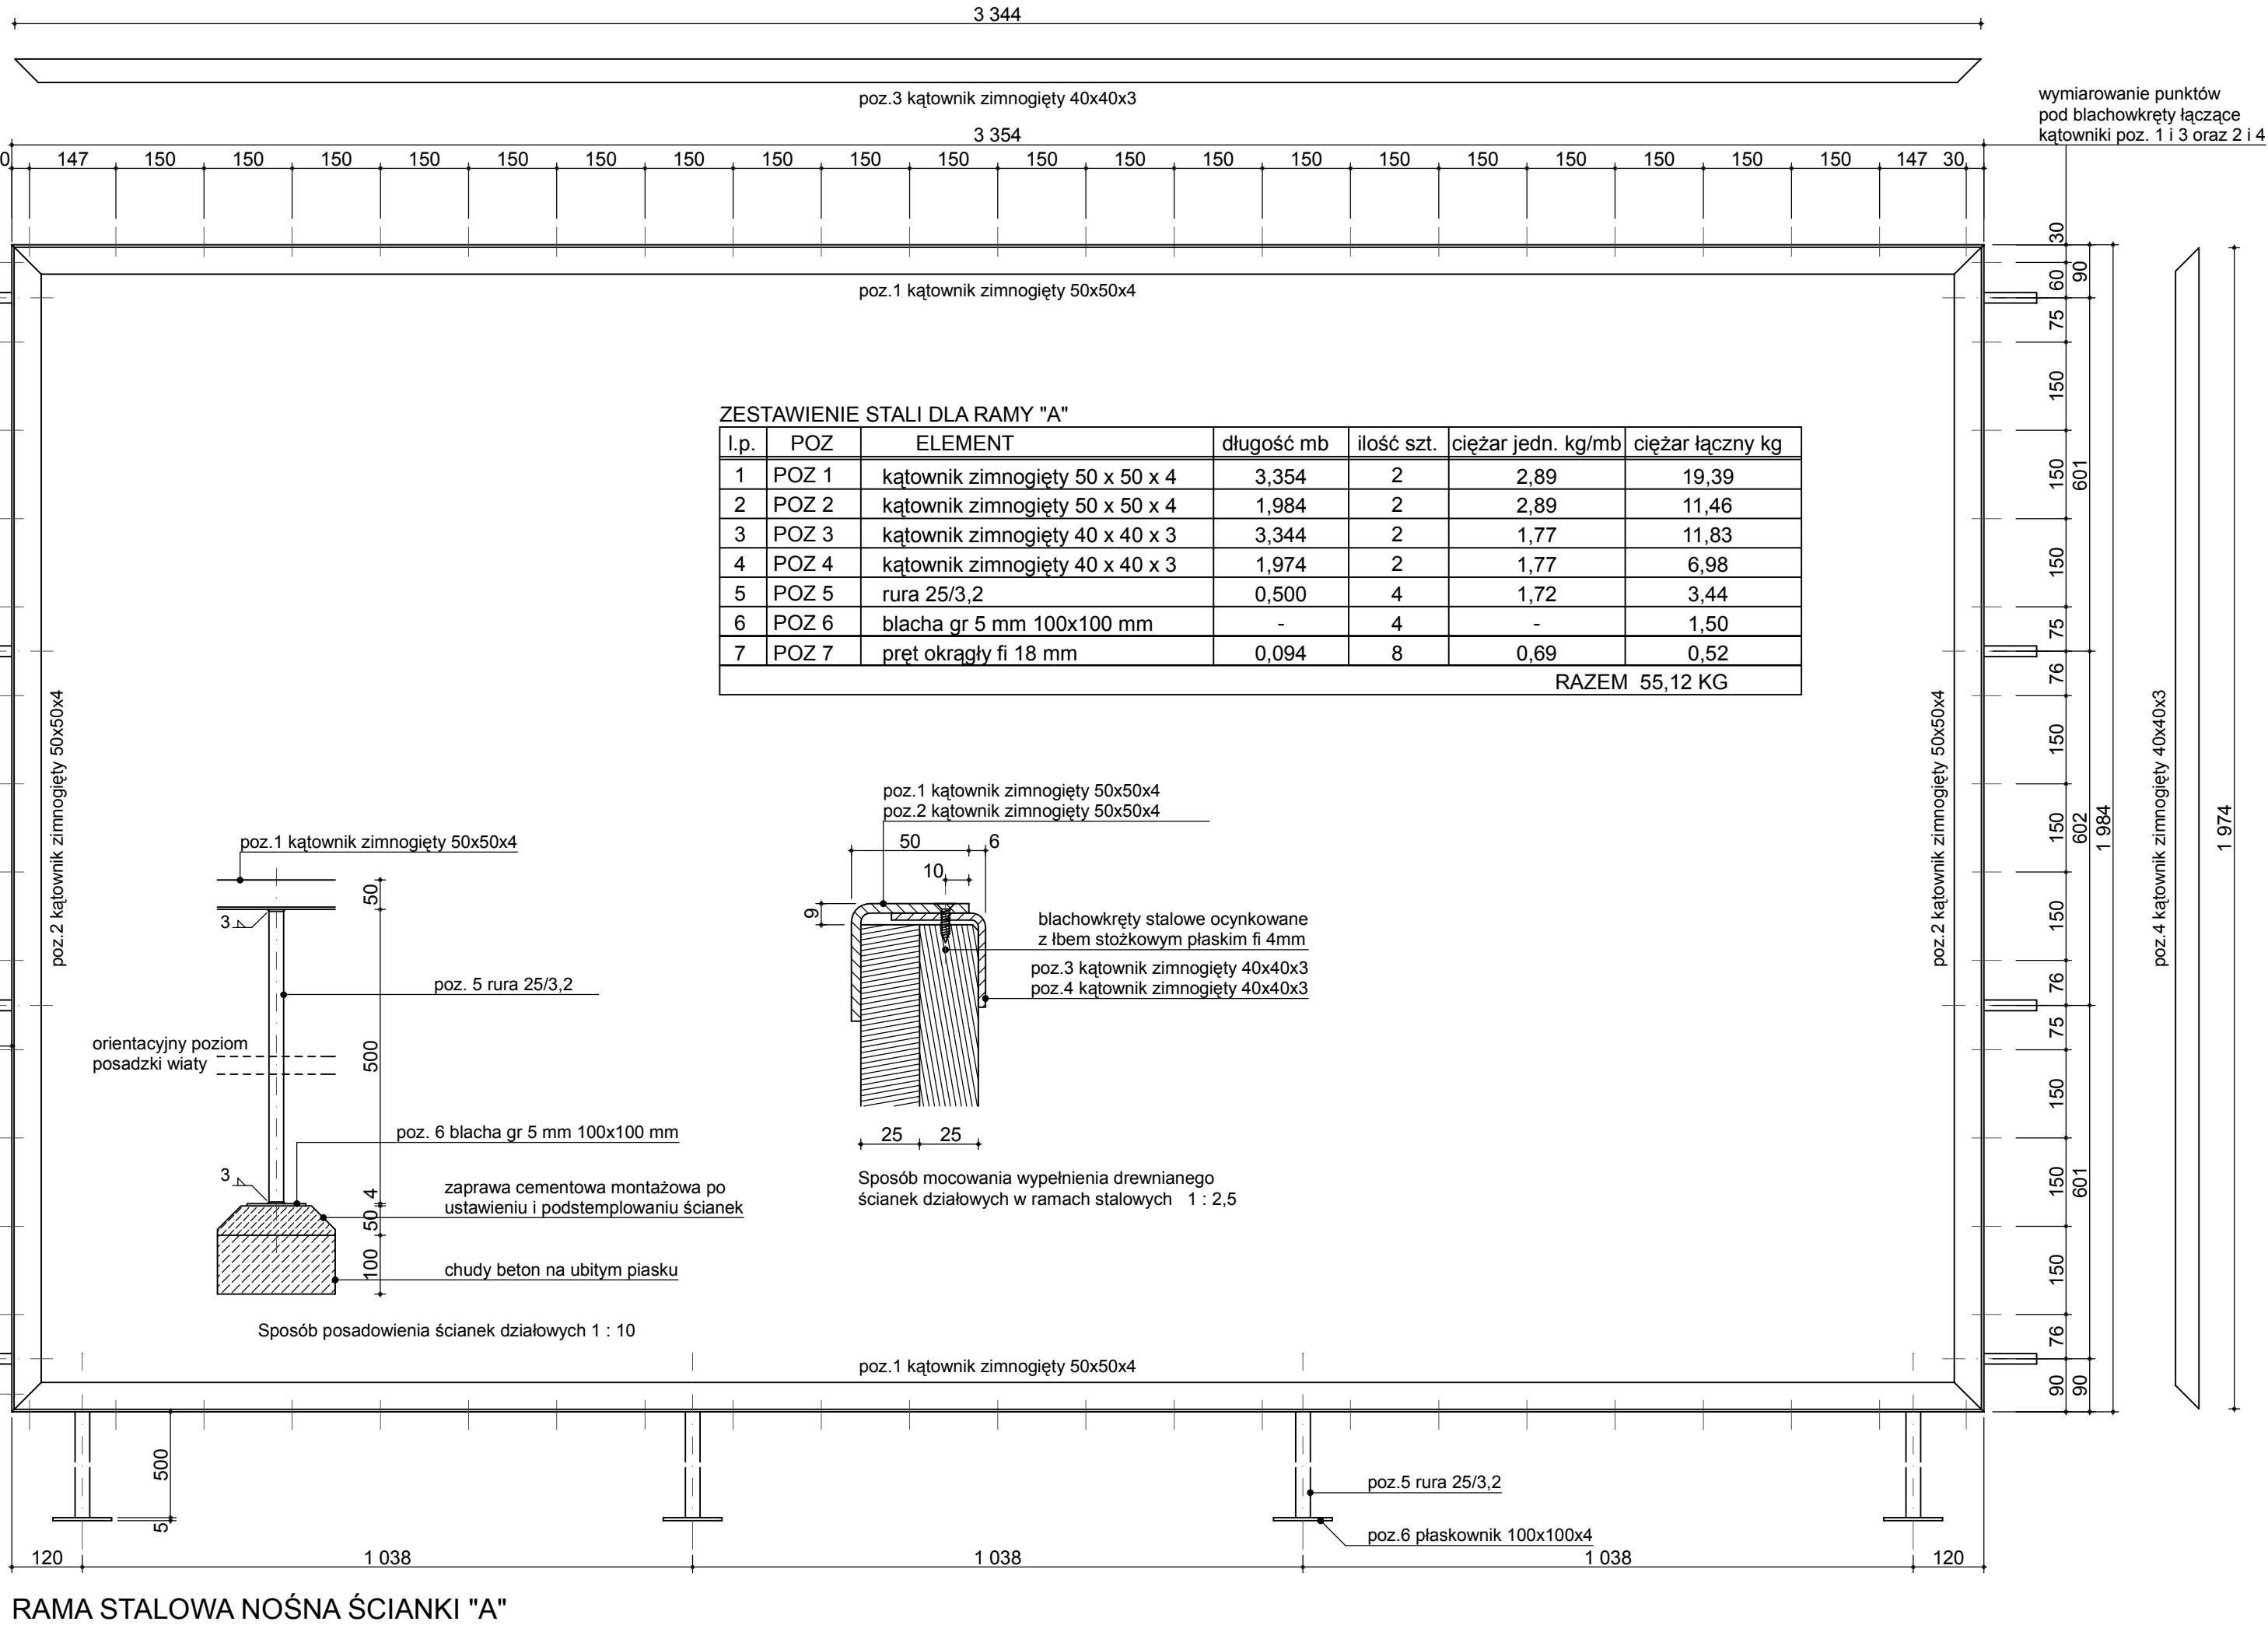 3 344
poz.3 kątownik zimnogięty 40x40x3
wymiarowanie punktów
pod blachowkręty łączące
kątowniki poz. 1 i 3 oraz 2 i 4
3 354
0 147 150 150 150 150 150 150 150 150 150 150 150 150 150 150 150 150 150 150 150 150 147 30
poz.1 kątownik zimnogięty 50x50x4
30
60
75
150
150
150
75
76
150
150
150
76
75
150
150
150
76
90
90
601
602
601
90
1 984
poz.4 kątownik zimnogięty 40x40x3
1 974
ZESTAWIENIE STALI DLA RAMY "A"
l.p. POZ ELEMENT długość mb ilość szt. ciężar jedn. kg/mb ciężar łączny kg
1 POZ 1 kątownik zimnogięty 50 x 50 x 4 3,354 2 2,89 19,39
2 POZ 2 kątownik zimnogięty 50 x 50 x 4 1,984 2 2,89 11,46
3 POZ 3 kątownik zimnogięty 40 x 40 x 3 3,344 2 1,77 11,83
4 POZ 4 kątownik zimnogięty 40 x 40 x 3 1,974 2 1,77 6,98
5 POZ 5 rura 25/3,2 0,500 4 1,72 3,44
6 POZ 6 blacha gr 5 mm 100x100 mm - 4 - 1,50
7 POZ 7 pręt okrągły fi 18 mm 0,094 8 0,69 0,52
RAZEM 55,12 KG
poz.2 kątownik zimnogięty 50x50x4
poz.2 kątownik zimnogięty 50x50x4
poz.1 kątownik zimnogięty 50x50x4
50
3
poz. 5 rura 25/3,2
orientacyjny poziom
posadzki wiaty
500
poz. 6 blacha gr 5 mm 100x100 mm
3
4
zaprawa cementowa montażowa po
ustawieniu i podstemplowaniu ścianek
50
100
chudy beton na ubitym piasku
Sposób posadowienia ścianek działowych 1 : 10
poz.1 kątownik zimnogięty 50x50x4
poz.2 kątownik zimnogięty 50x50x4
50 6
10
9
blachowkręty stalowe ocynkowane
z łbem stożkowym płaskim fi 4mm
poz.3 kątownik zimnogięty 40x40x3
poz.4 kątownik zimnogięty 40x40x3
25 25
Sposób mocowania wypełnienia drewnianego
ścianek działowych w ramach stalowych 1 : 2,5
poz.1 kątownik zimnogięty 50x50x4
500
5
poz.5 rura 25/3,2
poz.6 płaskownik 100x100x4
120 1 038 1 038 1 038 120
RAMA STALOWA NOŚNA ŚCIANKI "A"